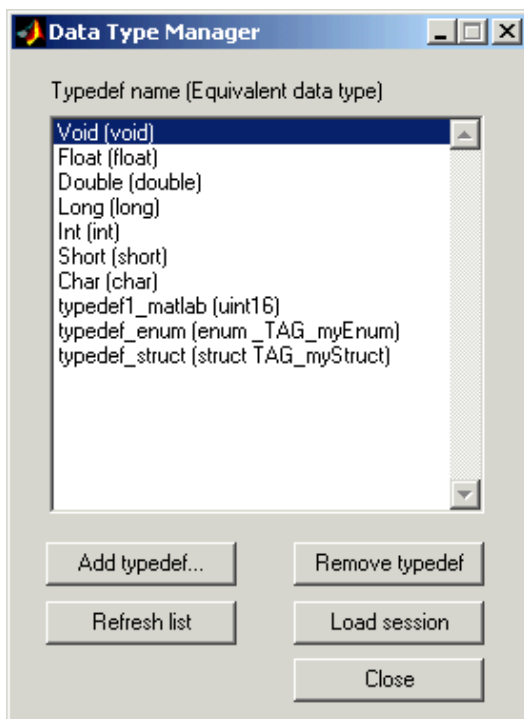 Data Type Manager
Typedef name (Equivalent data type)
Void (void)
Float (float)
Double (double)
Long (long)
Int (int)
Short (short)
Char (char)
typedef1_matlab (uint16)
typedef_enum (enum _TAG_myEnum)
typedef_struct (struct TAG_myStruct)
Add typedef... Remove typedef
Refresh list Load session
Close